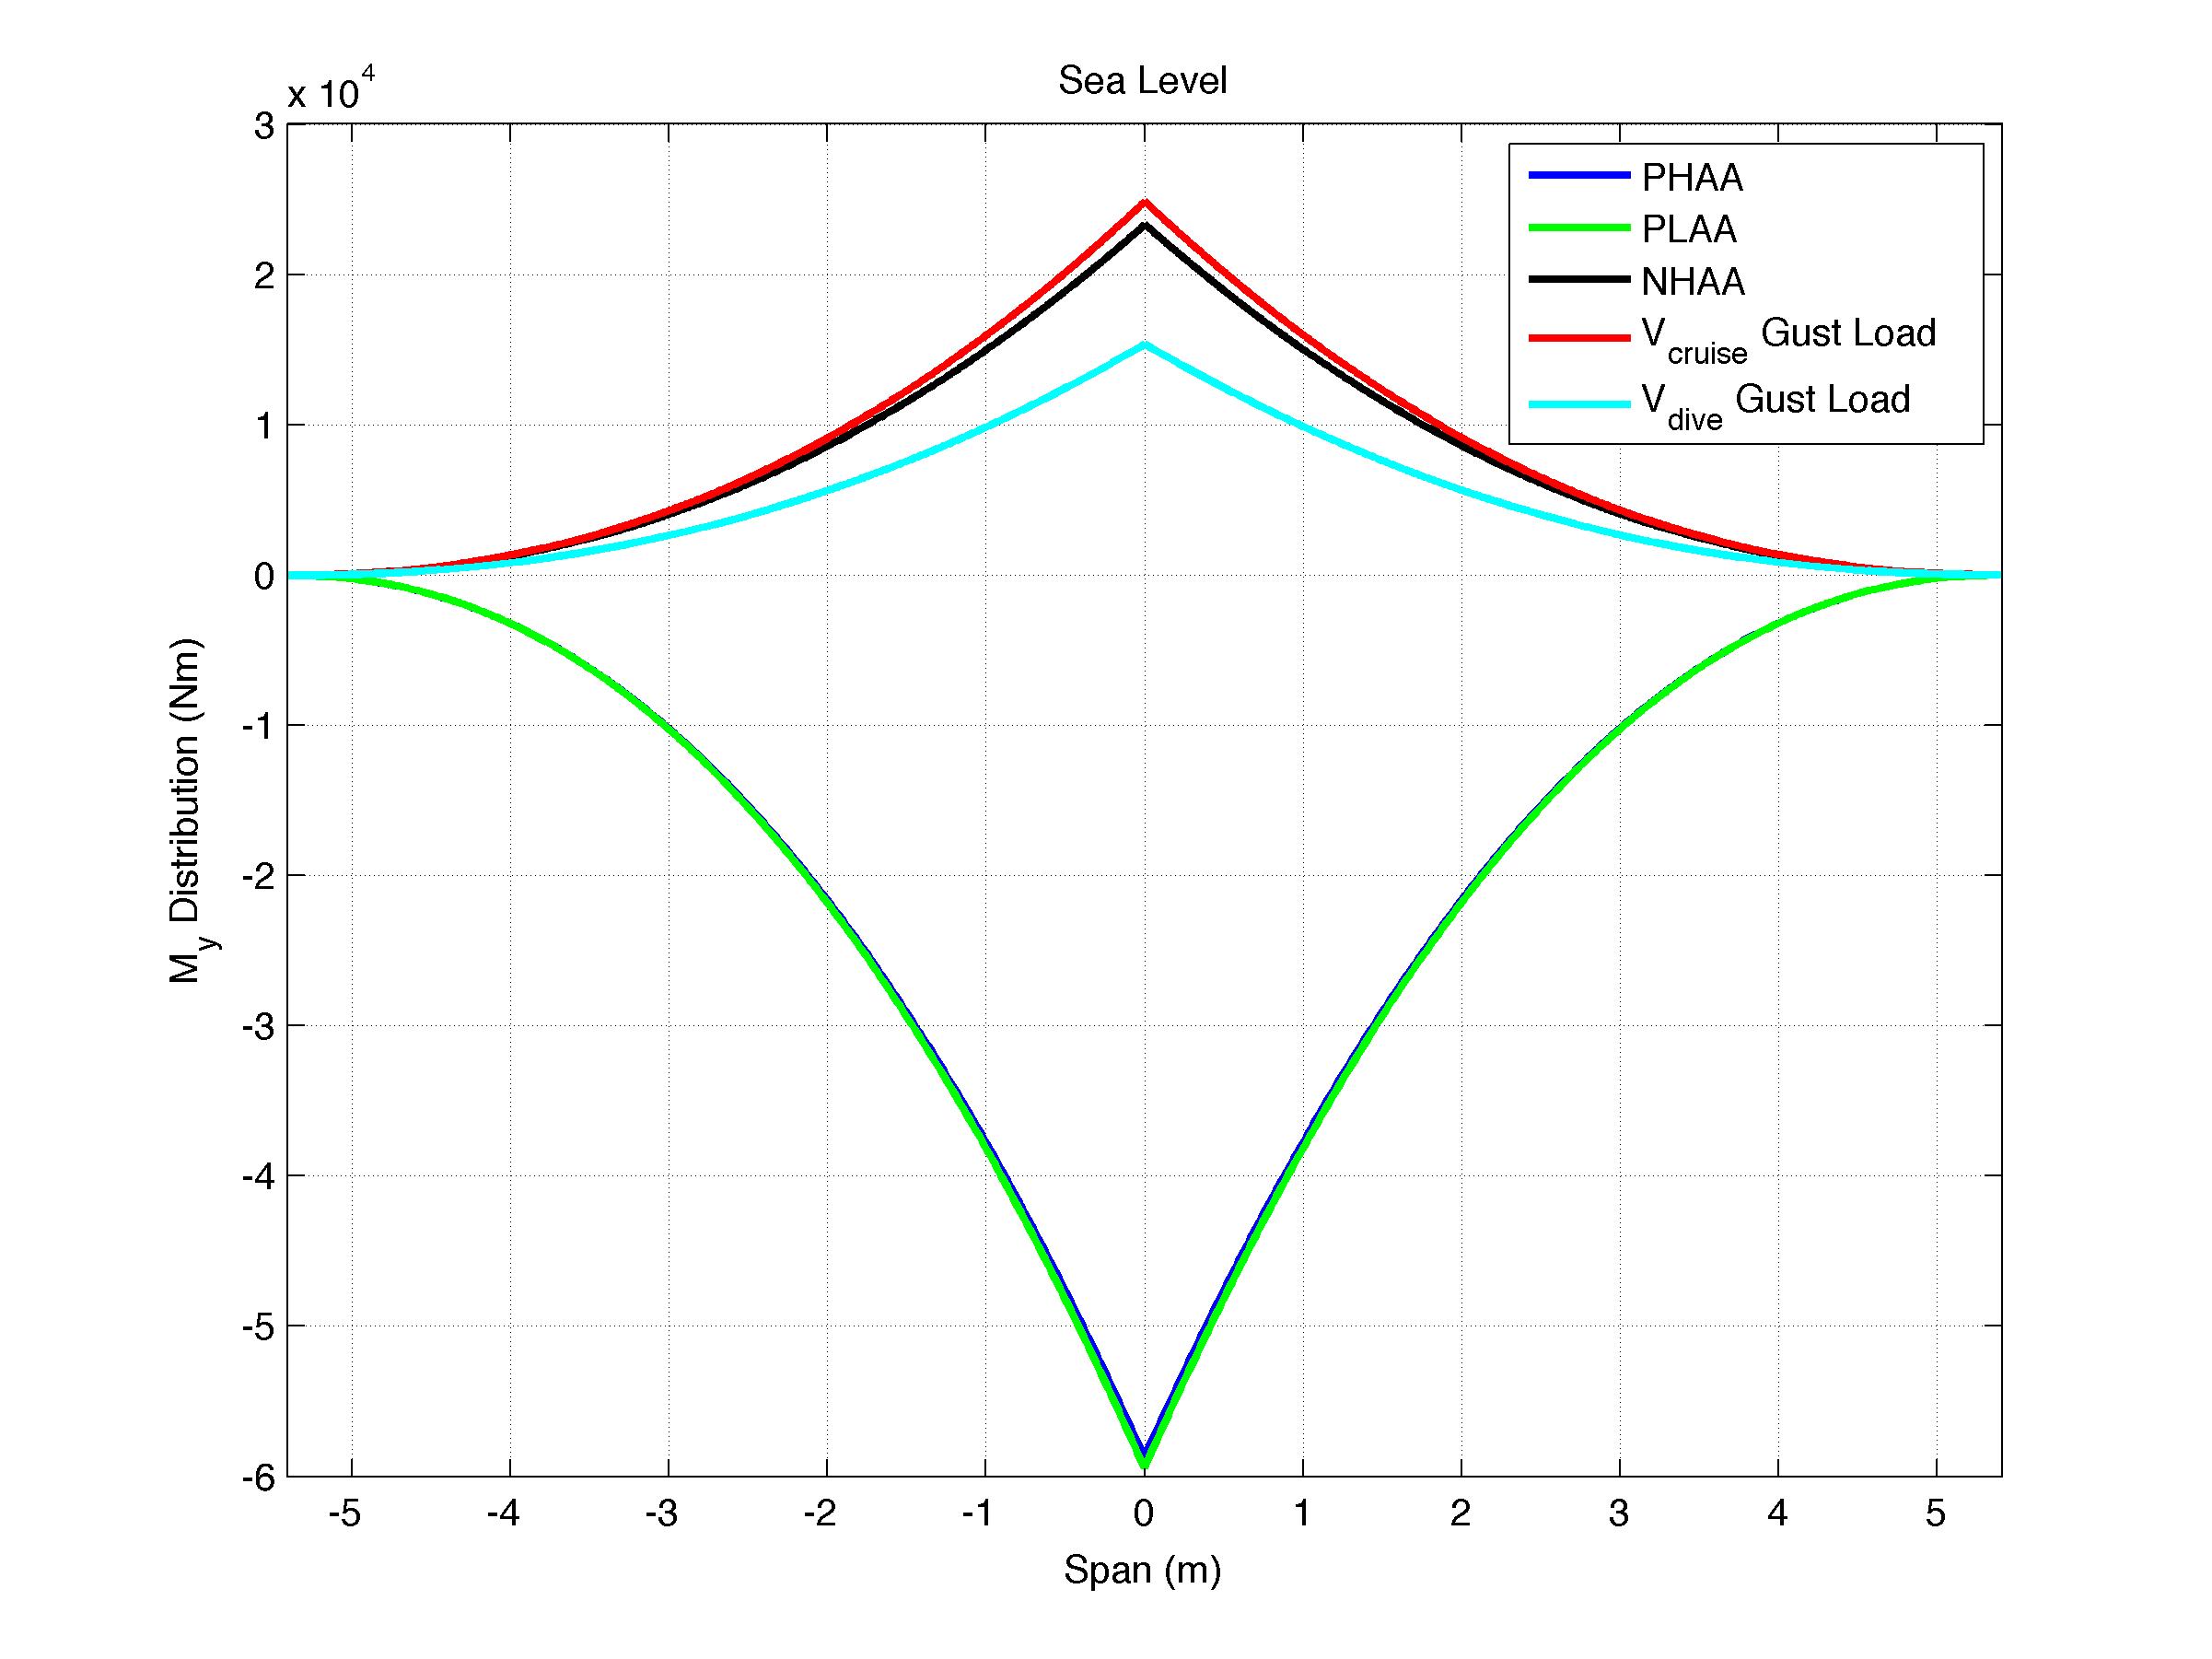 Sea Level
x 10^4
3
2
1
0
-1
-2
-3
-4
-5
-6
M_y Distribution (Nm)
PHAA
PLAA
NHAA
V_cruise Gust Load
V_dive Gust Load
-5 -4 -3 -2 -1 0 1 2 3 4 5
Span (m)